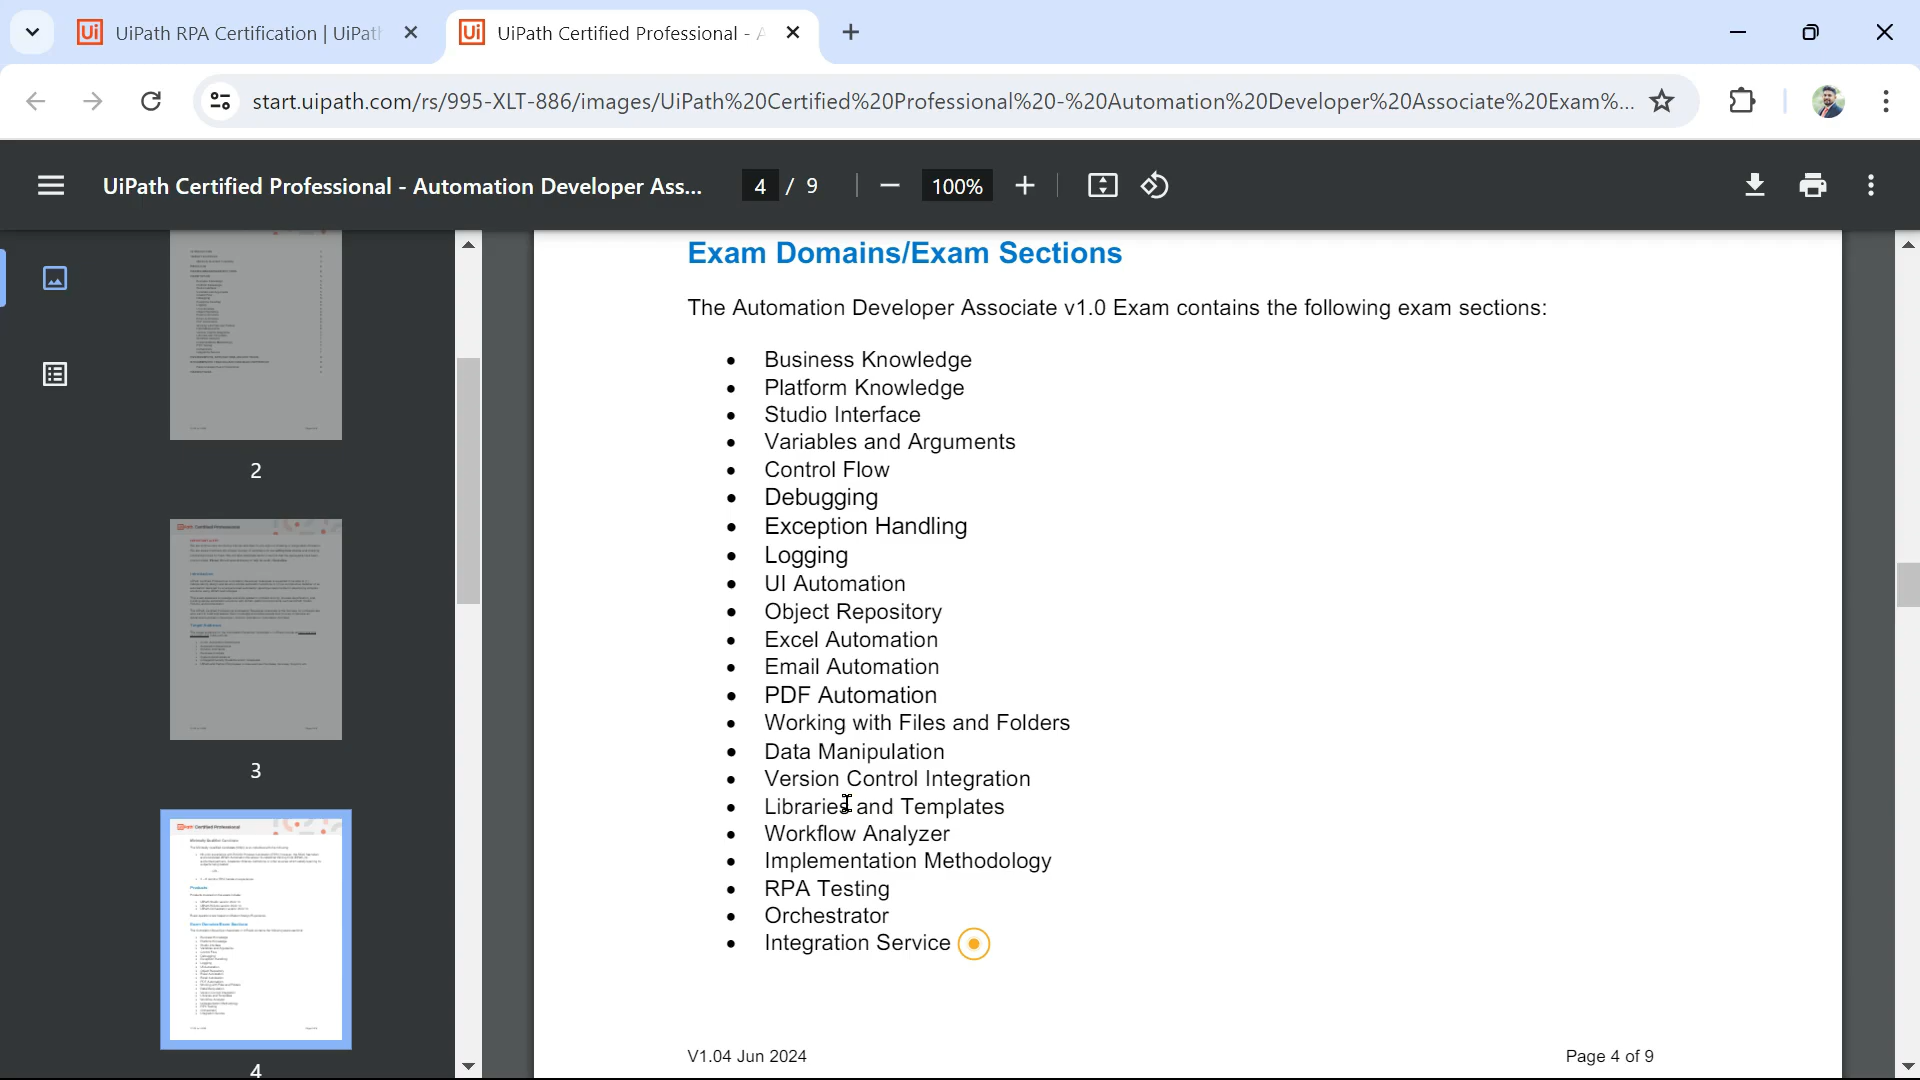 UiPath RPA Certification | UiPat
UiPath Certified Professional - A
start.uipath.com/rs/995-XLT-886/images/UiPath%20Certified%20Professional%20-%20Automation%20Developer%20Associate%20Exam%...
UiPath Certified Professional - Automation Developer Ass...
4 / 9
100%
2
3
4
Exam Domains/Exam Sections
The Automation Developer Associate v1.0 Exam contains the following exam sections:
• Business Knowledge
• Platform Knowledge
• Studio Interface
• Variables and Arguments
• Control Flow
• Debugging
• Exception Handling
• Logging
• UI Automation
• Object Repository
• Excel Automation
• Email Automation
• PDF Automation
• Working with Files and Folders
• Data Manipulation
• Version Control Integration
• Libraries and Templates
• Workflow Analyzer
• Implementation Methodology
• RPA Testing
• Orchestrator
• Integration Service
V1.04 Jun 2024
Page 4 of 9